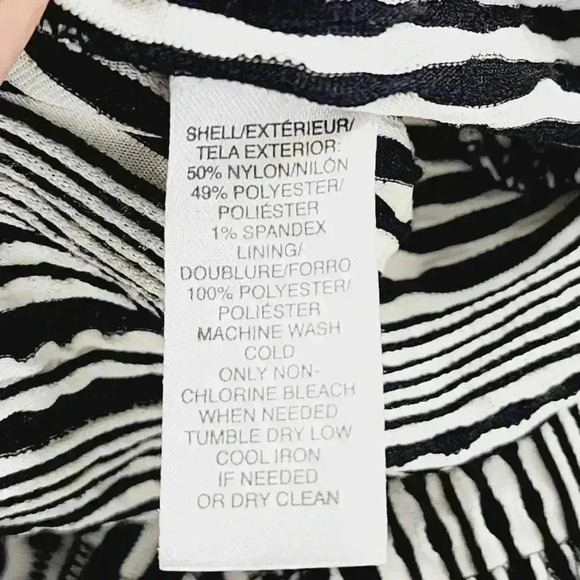 SHELL/EXTÉRIEUR/
TELA EXTERIOR:
50% NYLON/NILÓN
49% POLYESTER/
POLIÉSTER
1% SPANDEX
LINING/
DOUBLURE/FORRO:
100% POLYESTER/
POLIÉSTER
MACHINE WASH
COLD
ONLY NON-
CHLORINE BLEACH
WHEN NEEDED
TUMBLE DRY LOW
COOL IRON
IF NEEDED
OR DRY CLEAN